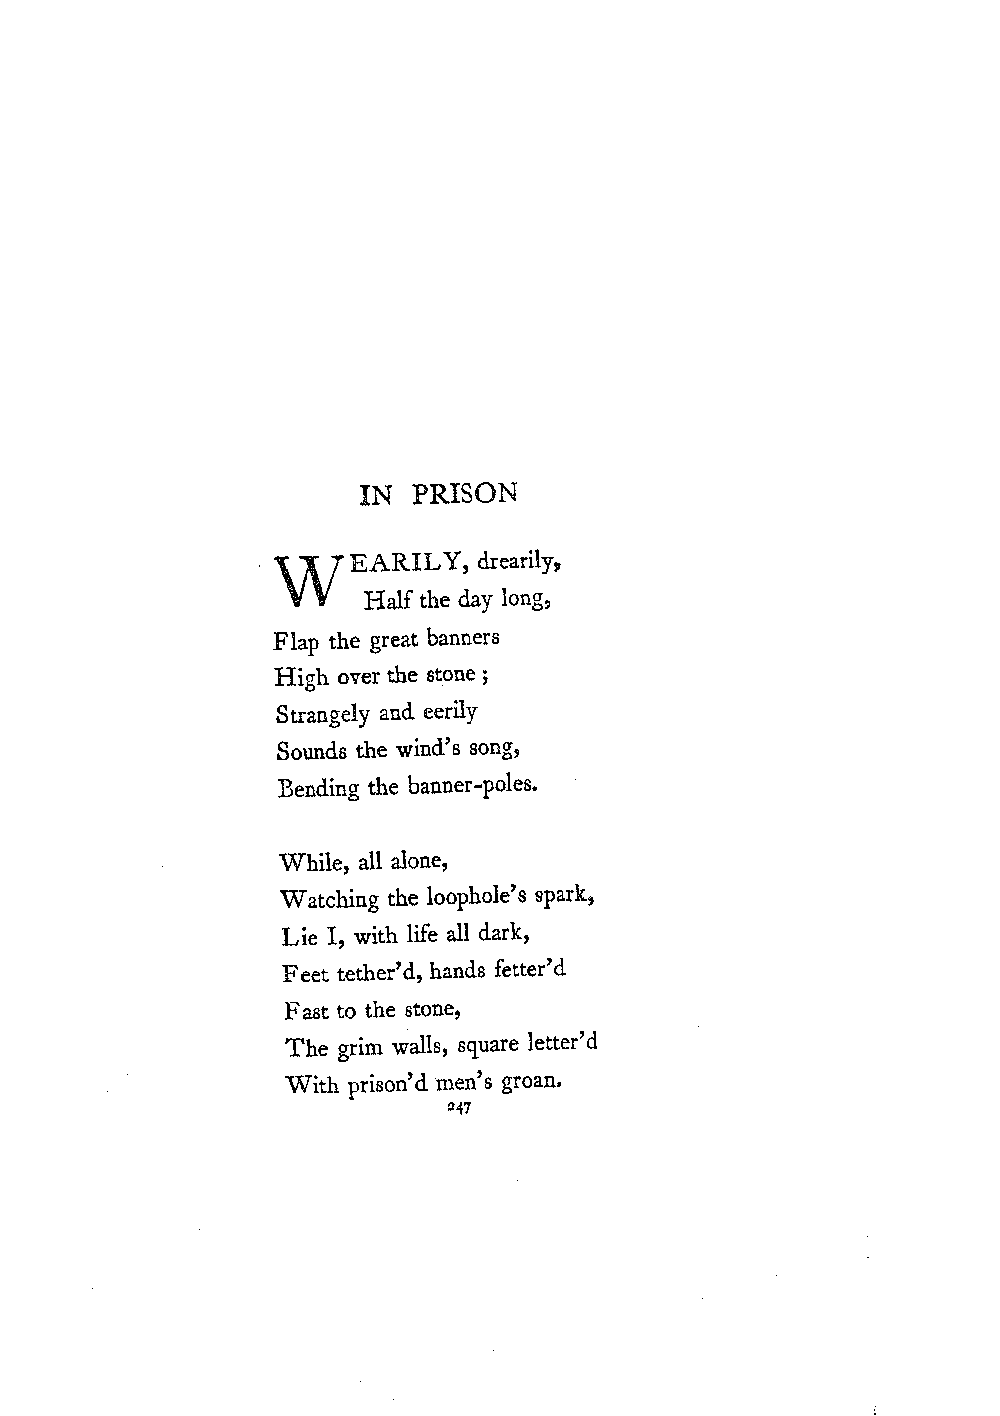 IN PRISON
WEARILY, drearily,
Half the day long,
Flap the great banners
High over the stone ;
Strangely and eerily
Sounds the wind's song,
Bending the banner-poles.
While, all alone,
Watching the loophole's spark,
Lie I, with life all dark,
Feet tether'd, hands fetter'd
Fast to the stone,
The grim walls, square letter'd
With prison'd men's groan.
247